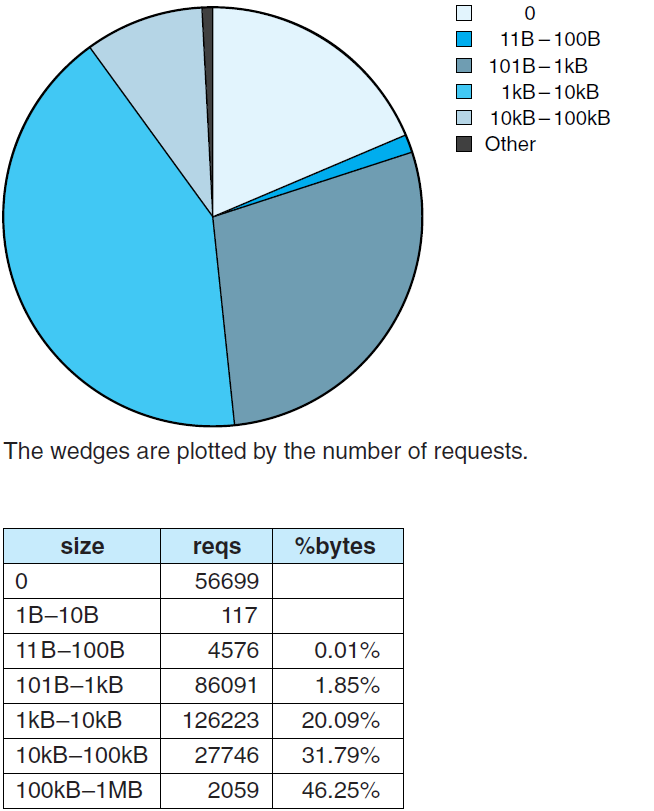 0
11B – 100B
101B – 1kB
1kB – 10kB
10kB – 100kB
Other
The wedges are plotted by the number of requests.
size reqs %bytes
0 56699
1B–10B 117
11B–100B 4576 0.01%
101B–1kB 86091 1.85%
1kB–10kB 126223 20.09%
10kB–100kB 27746 31.79%
100kB–1MB 2059 46.25%